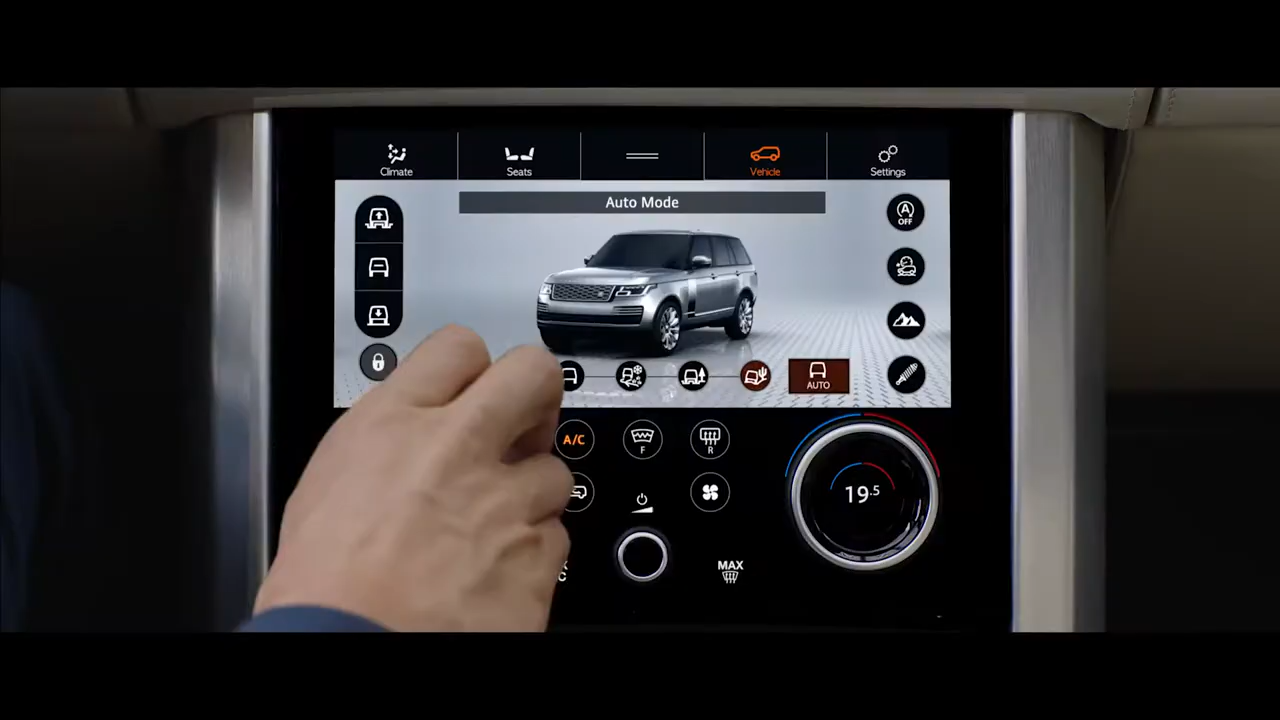 Climate
Seats
Vehicle
Settings
Auto Mode
A
OFF
AUTO
A/C
F
R
19.5
C
MAX